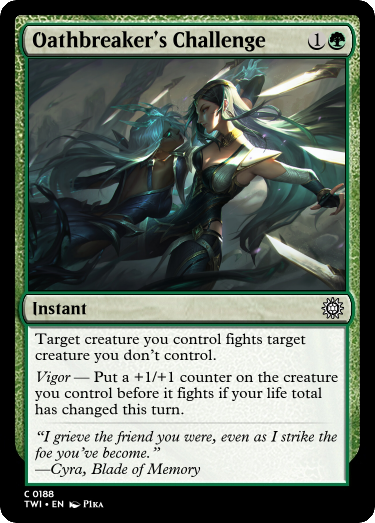 Oathbreaker's Challenge 1
Instant
Target creature you control fights target
creature you don't control.
Vigor — Put a +1/+1 counter on the creature
you control before it fights if your life total
has changed this turn.
"I grieve the friend you were, even as I strike the
foe you've become."
—Cyra, Blade of Memory
C 0188
TWI • EN PIKA